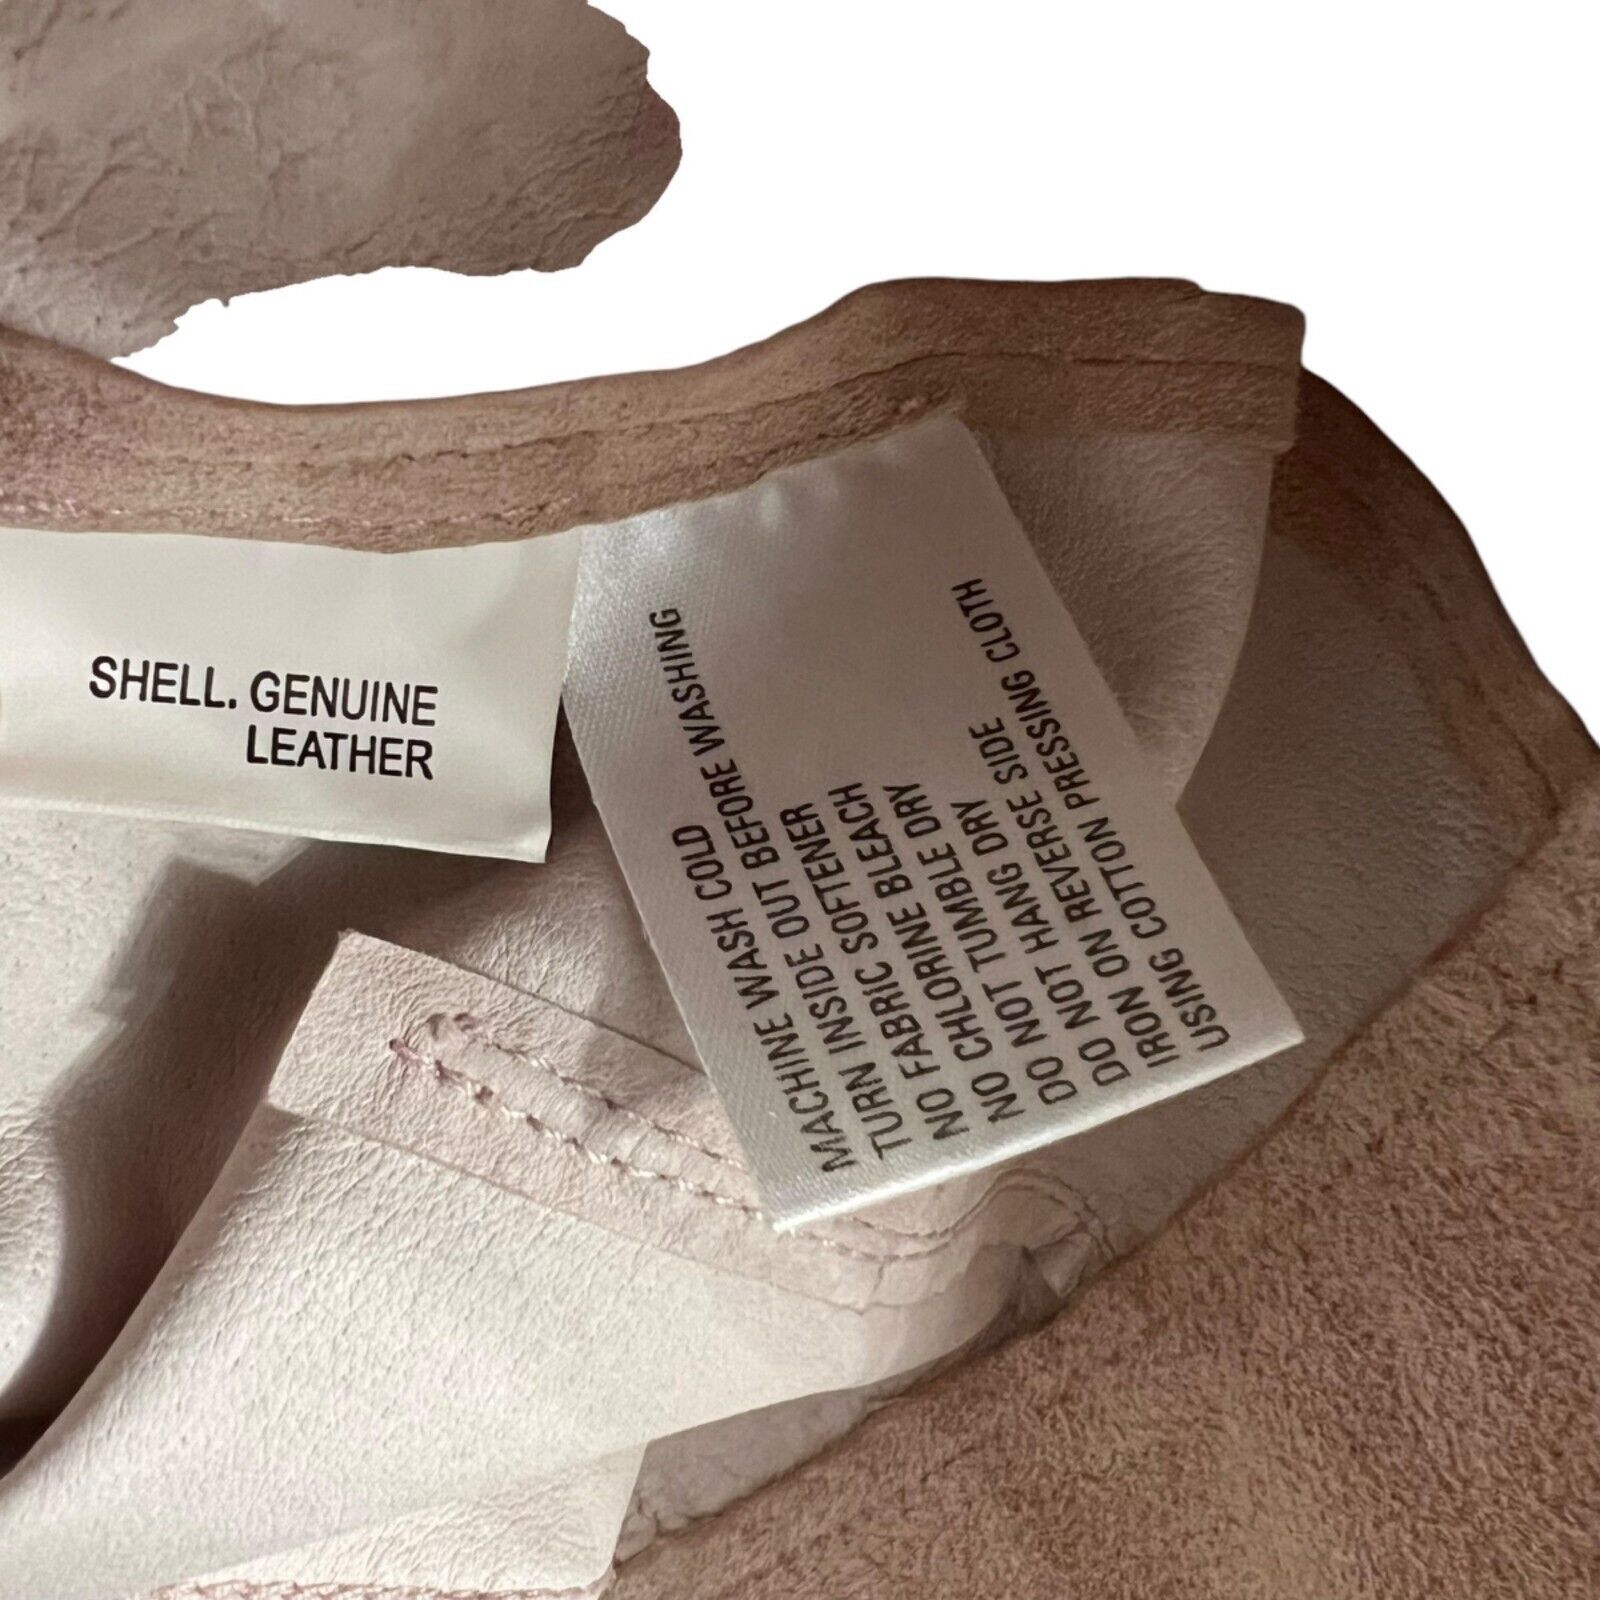 SHELL. GENUINE
LEATHER
MACHINE WASH COLD
TURN INSIDE OUT BEFORE WASHING
NO FABRIC SOFTENER
NO CHLORINE BLEACH
DO NOT TUMBLE DRY
DO NOT HANG DRY
IRON ON REVERSE SIDE
USING COTTON PRESSING CLOTH